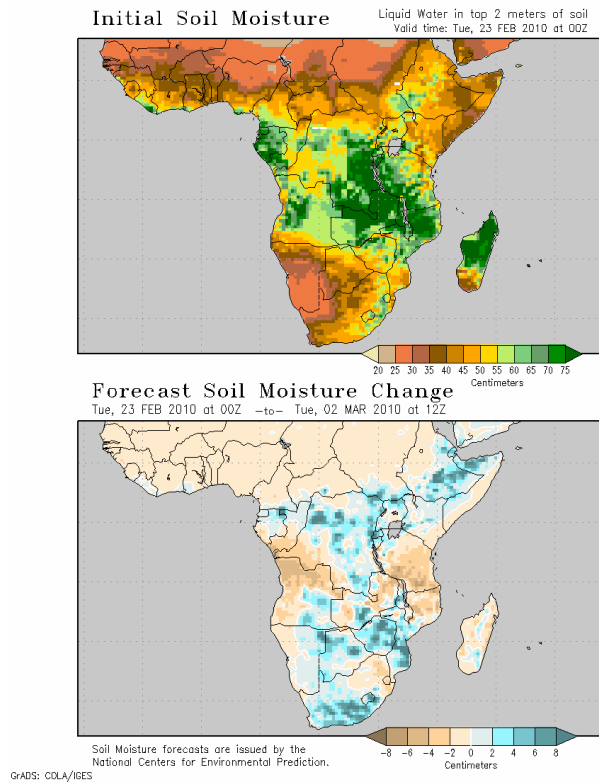 Initial Soil Moisture
Liquid Water in top 2 meters of soil
Valid time: Tue, 23 FEB 2010 at 00Z
20 25 30 35 40 45 50 55 60 65 70 75
Centimeters
Forecast Soil Moisture Change
Tue, 23 FEB 2010 at 00Z —to— Tue, 02 MAR 2010 at 12Z
-8 -6 -4 -2 0 2 4 6 8
Centimeters
Soil Moisture forecasts are issued by the
National Centers for Environmental Prediction.
GrADS: COLA/IGES